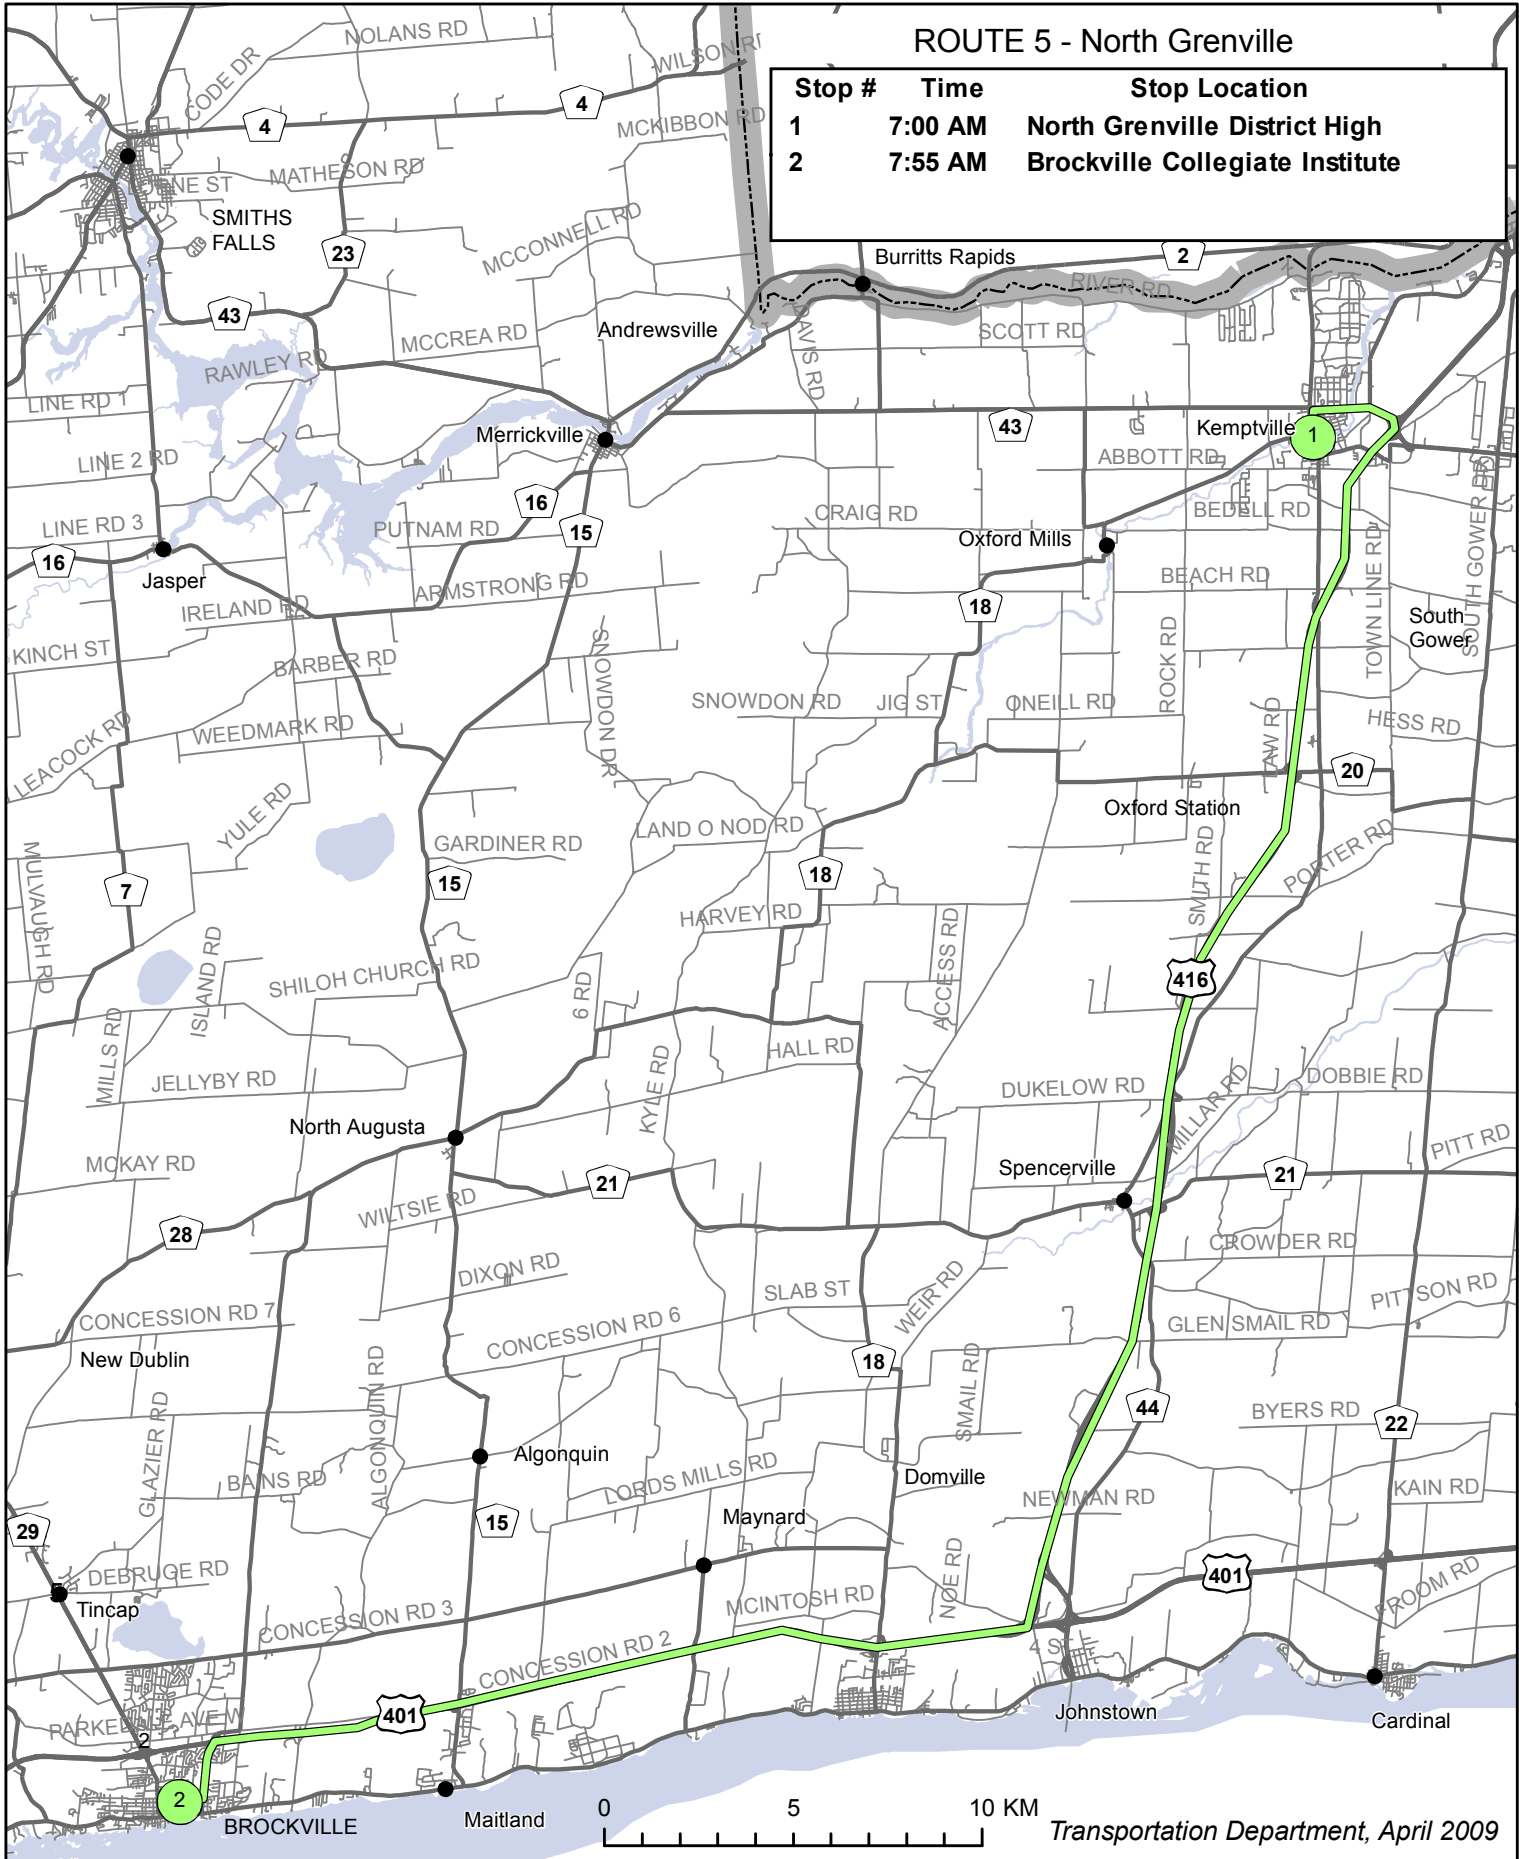 ROUTE 5 - North Grenville
Stop # Time Stop Location
1 7:00 AM North Grenville District High
2 7:55 AM Brockville Collegiate Institute
NOLANS RD
CODE DR
4
4
MCKIBBON RD
MATHESON RD
SMITHS
FALLS
23
MCCONNELL RD
Burritts Rapids
2
RIVER RD
43
Andrewsville
MCCREA RD
DAVIS RD
SCOTT RD
RAWLEY RD
LINE RD 1
Merrickville
43
Kemptville
1
LINE 2 RD
ABBOTT RD
16
15
CRAIG RD
BEDELL RD
SOUTH GOWER DR
LINE RD 3
PUTNAM RD
Oxford Mills
TOWN LINE RD
16
Jasper
ARMSTRONG RD
BEACH RD
IRELAND RD
18
South
Gower
KINCH ST
BARBER RD
SNOWDON DR
ROCK RD
SNOWDON RD
JIG ST
ONEILL RD
LAW RD
HESS RD
LEACOCK RD
WEEDMARK RD
20
YULE RD
Oxford Station
LAND O NOD RD
GARDINER RD
SMITH RD
PORTER RD
MULVAUGH RD
7
15
18
HARVEY RD
ACCESS RD
ISLAND RD
SHILOH CHURCH RD
6 RD
416
MILLS RD
HALL RD
KYLE RD
JELLYBY RD
DUKELOW RD
DOBBIE RD
MILLAR RD
North Augusta
PITT RD
MCKAY RD
Spencerville
21
21
WILTSIE RD
28
CROWDER RD
DIXON RD
SLAB ST
WEIR RD
PITTSON RD
CONCESSION RD 7
CONCESSION RD 6
GLEN SMAIL RD
New Dublin
18
SMAIL RD
44
BYERS RD
22
GLAZIER RD
ALGONQUIN RD
Algonquin
BAINS RD
LORDS MILLS RD
Domville
KAIN RD
NEWMAN RD
29
15
Maynard
DEBRUGE RD
NOE RD
401
FROOM RD
Tincap
MCINTOSH RD
CONCESSION RD 3
CONCESSION RD 2
401
2
Johnstown
Cardinal
2
BROCKVILLE
Maitland
0 5 10 KM
Transportation Department, April 2009